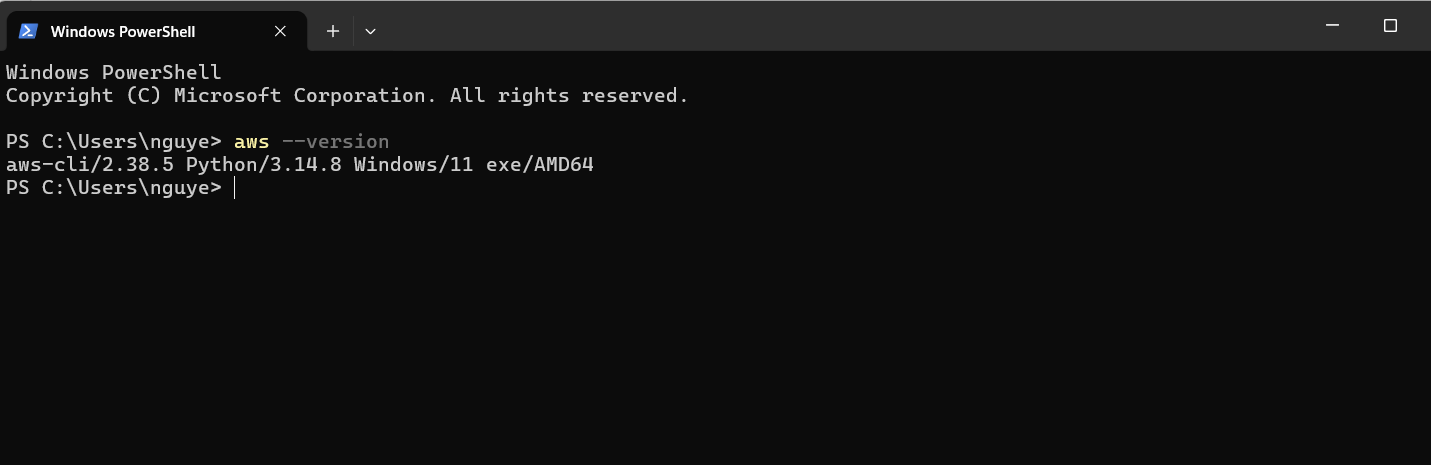 Windows PowerShell
Windows PowerShell
Copyright (C) Microsoft Corporation. All rights reserved.
PS C:\Users\nguye> aws --version
aws-cli/2.38.5 Python/3.14.8 Windows/11 exe/AMD64
PS C:\Users\nguye>